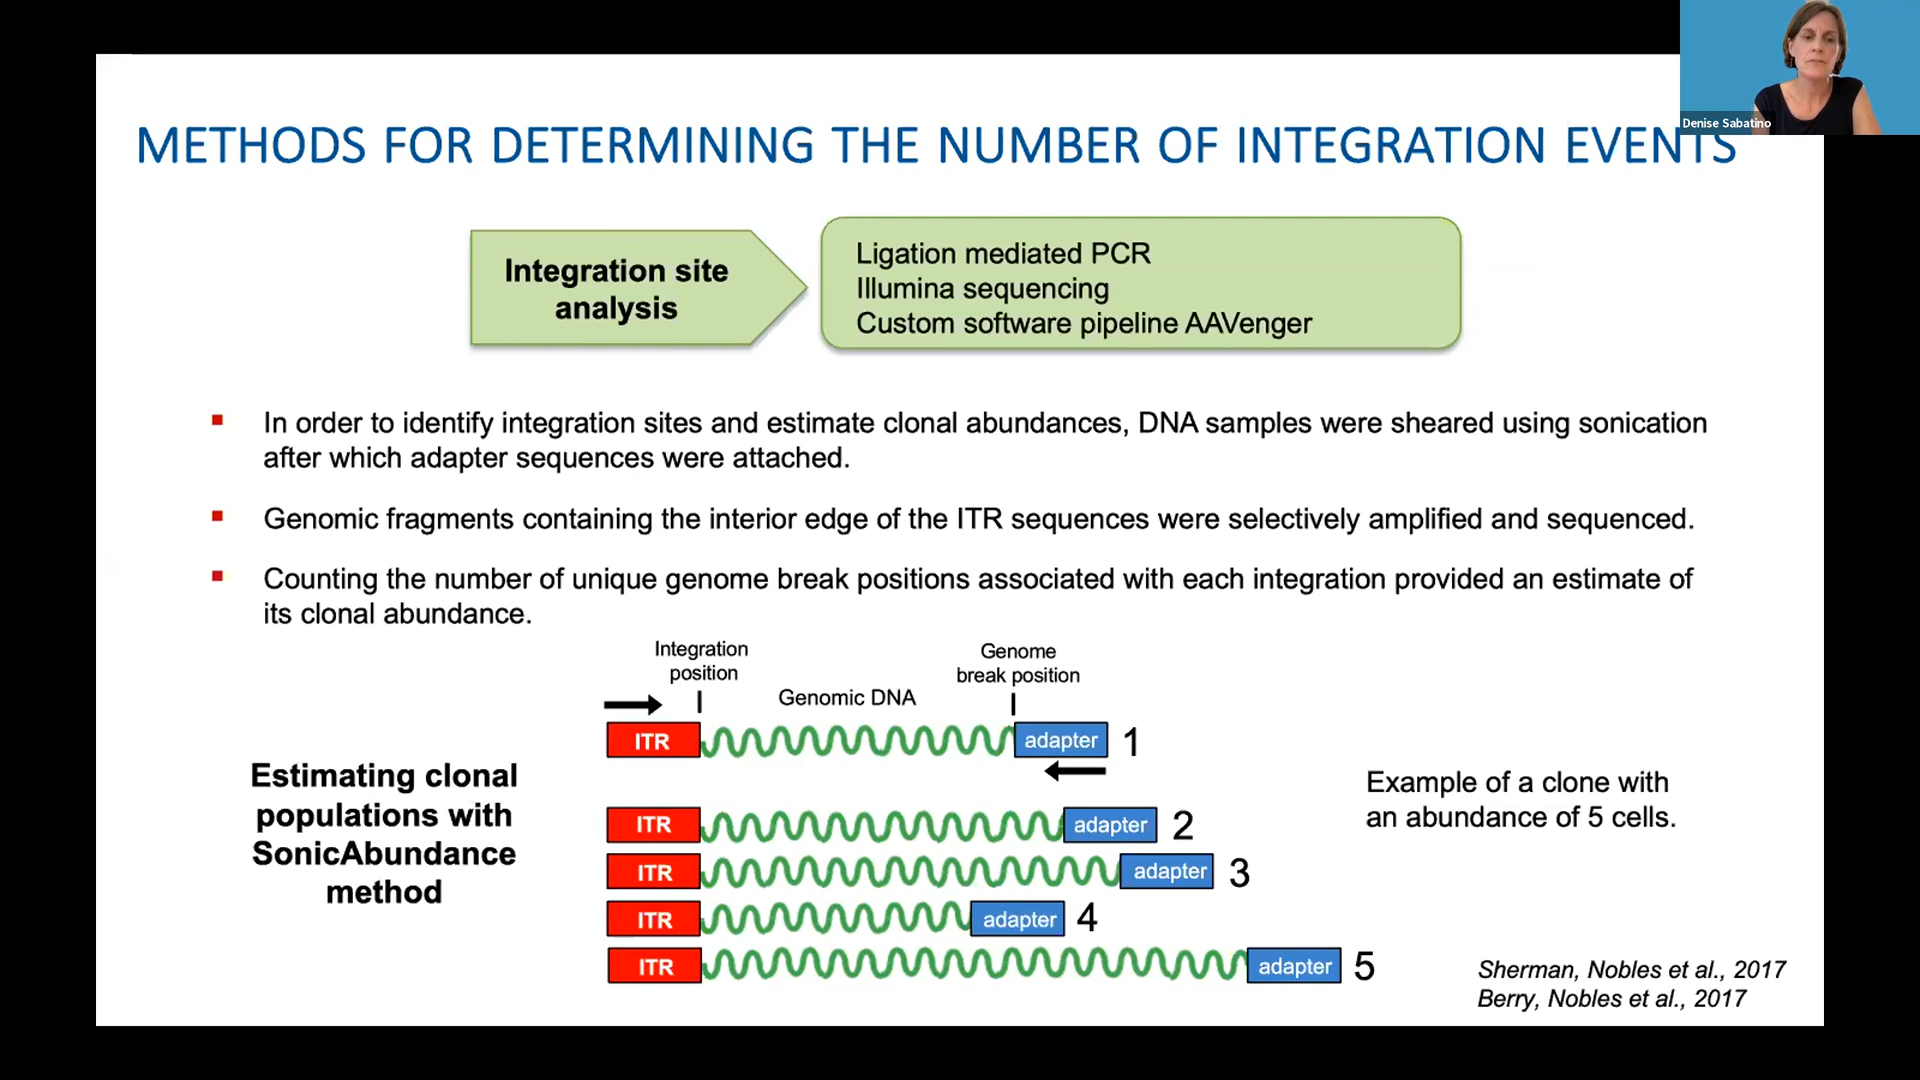 Denise Sabatino
METHODS FOR DETERMINING THE NUMBER OF INTEGRATION EVENTS
Integration site
analysis
Ligation mediated PCR
Illumina sequencing
Custom software pipeline AAVenger
In order to identify integration sites and estimate clonal abundances, DNA samples were sheared using sonication
after which adapter sequences were attached.
Genomic fragments containing the interior edge of the ITR sequences were selectively amplified and sequenced.
Counting the number of unique genome break positions associated with each integration provided an estimate of
its clonal abundance.
Integration
position
Genomic DNA
Genome
break position
ITR adapter 1
ITR adapter 2
ITR adapter 3
ITR adapter 4
ITR adapter 5
Estimating clonal
populations with
SonicAbundance
method
Example of a clone with
an abundance of 5 cells.
Sherman, Nobles et al., 2017
Berry, Nobles et al., 2017